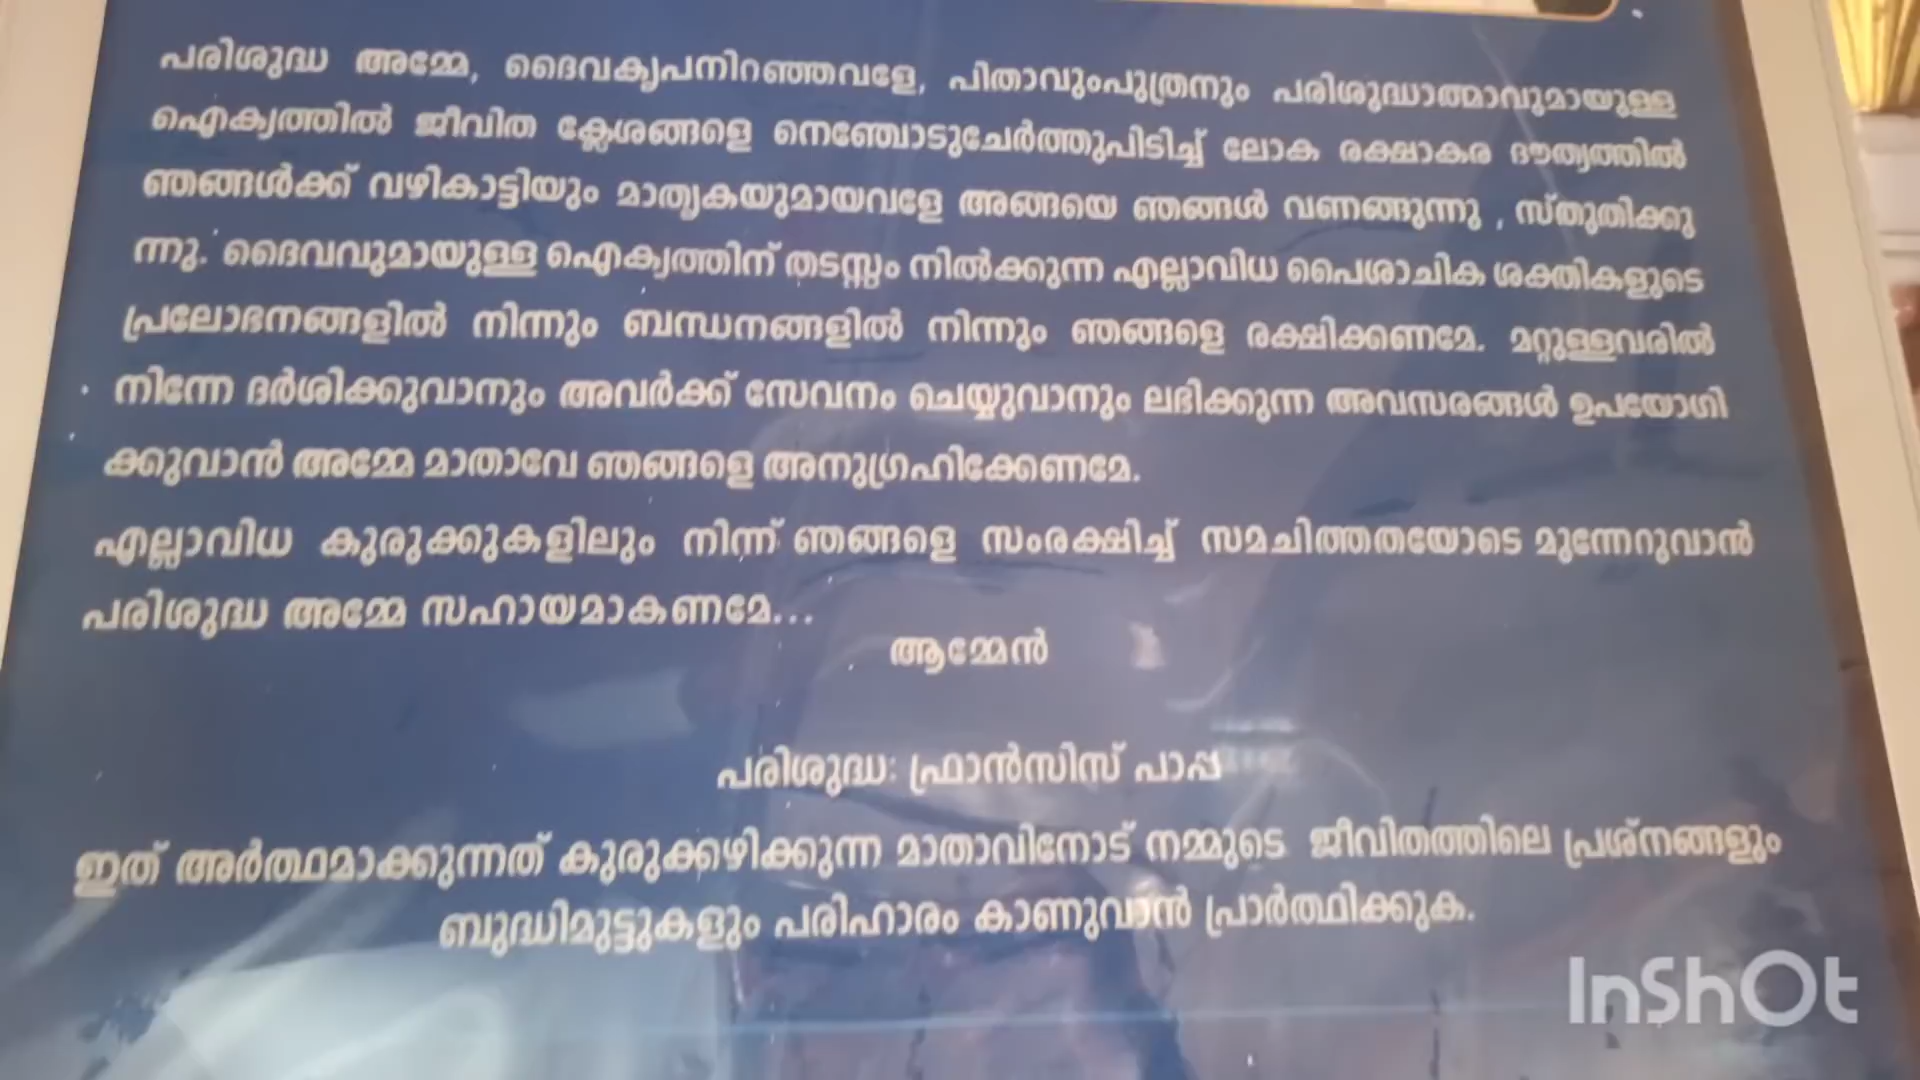 പരിശുദ്ധ അമ്മേ, ദൈവകൃപനിറഞ്ഞവളേ, പിതാവുംപുത്രനും പരിശുദ്ധാത്മാവുമായുള്ള
ഐക്യത്തിൽ ജീവിത ക്ലേശങ്ങളെ നെഞ്ചോടുചേർത്തുപിടിച്ച് ലോക രക്ഷാകര ദൗത്യത്തിൽ
ഞങ്ങൾക്ക് വഴികാട്ടിയും മാതൃകയുമായവളേ അങ്ങയെ ഞങ്ങൾ വണങ്ങുന്നു , സ്തുതിക്കു
ന്നു. ദൈവവുമായുള്ള ഐക്യത്തിന് തടസ്സം നിൽക്കുന്ന എല്ലാവിധ പൈശാചിക ശക്തികളുടെ
പ്രലോഭനങ്ങളിൽ നിന്നും ബന്ധനങ്ങളിൽ നിന്നും ഞങ്ങളെ രക്ഷിക്കണമേ. മറ്റുള്ളവരിൽ
നിന്നേ ദർശിക്കുവാനും അവർക്ക് സേവനം ചെയ്യുവാനും ലഭിക്കുന്ന അവസരങ്ങൾ ഉപയോഗി
ക്കുവാൻ അമ്മേ മാതാവേ ഞങ്ങളെ അനുഗ്രഹിക്കേണമേ.
എല്ലാവിധ കുരുക്കുകളിലും നിന്ന് ഞങ്ങളെ സംരക്ഷിച്ച് സമചിത്തതയോടെ മുന്നേറുവാൻ
പരിശുദ്ധ അമ്മേ സഹായമാകണമേ...
ആമ്മേൻ
പരിശുദ്ധ: ഫ്രാൻസിസ് പാപ്പ
ഇത് അർത്ഥമാക്കുന്നത് കുരുക്കഴിക്കുന്ന മാതാവിനോട് നമ്മുടെ ജീവിതത്തിലെ പ്രശ്നങ്ങളും
ബുദ്ധിമുട്ടുകളും പരിഹാരം കാണുവാൻ പ്രാർത്ഥിക്കുക.
InShOt